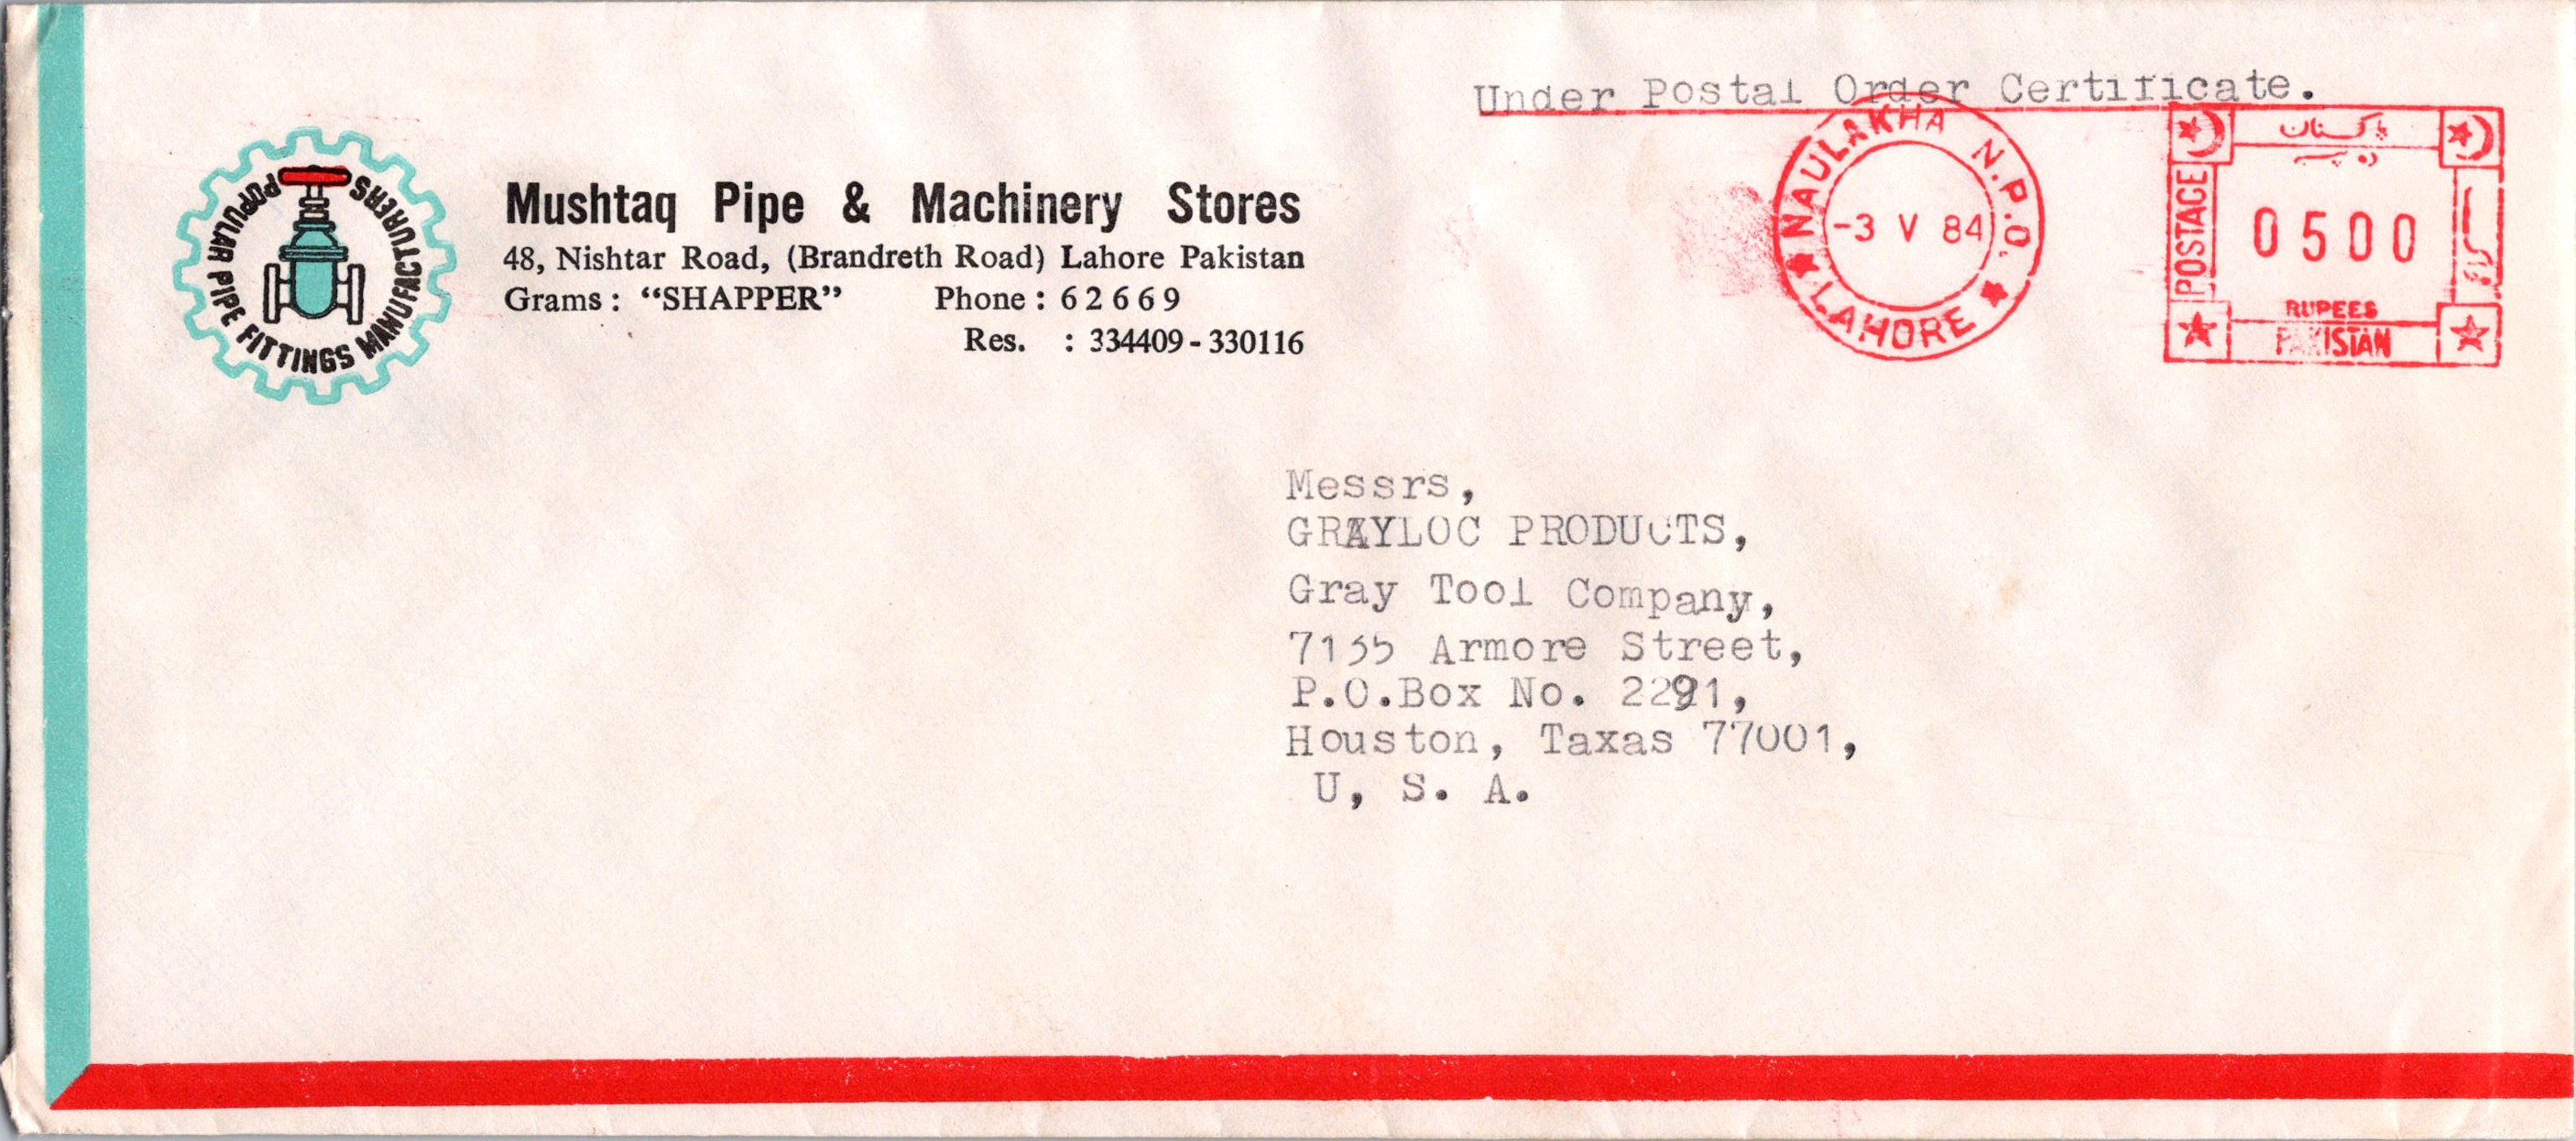 Under Postal Order Certificate.
NAULAKHA N.P.O.
-3 V 84
LAHORE
پاکستان
POSTAGE
0500
RUPEES
PAKISTAN
POPULAR PIPE FITTINGS MANUFACTURERS
Mushtaq Pipe & Machinery Stores
48, Nishtar Road, (Brandreth Road) Lahore Pakistan
Grams : “SHAPPER” Phone : 62669
Res. : 334409 - 330116
Messrs,
GRAYLOC PRODUCTS,
Gray Tool Company,
7135 Armore Street,
P.O.Box No. 2291,
Houston, Taxas 77001,
U, S. A.